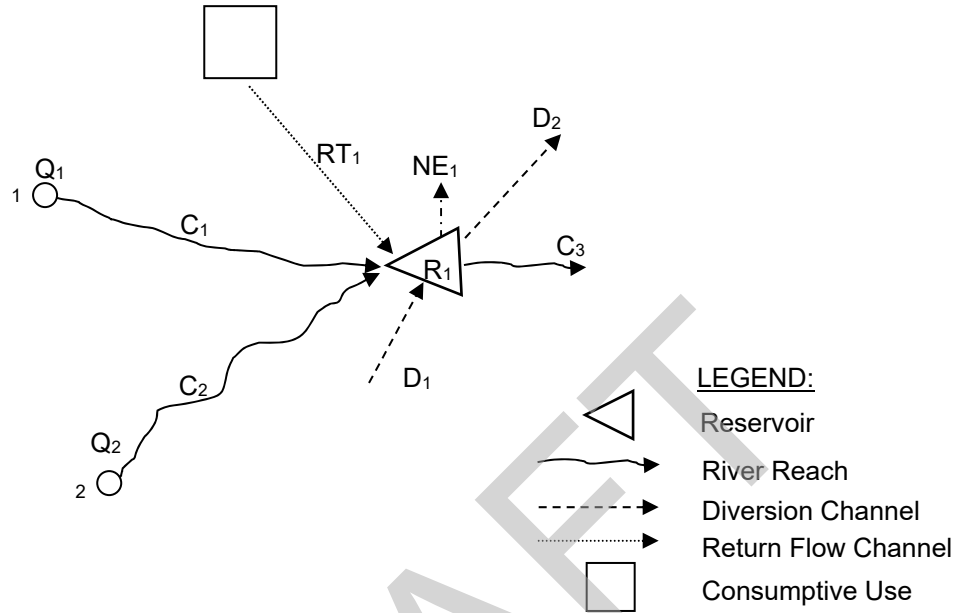 RT₁
D₂
NE₁
Q₁
1
C₁
C₃
R₁
D₁
C₂
Q₂
2
LEGEND:
Reservoir
River Reach
Diversion Channel
Return Flow Channel
Consumptive Use